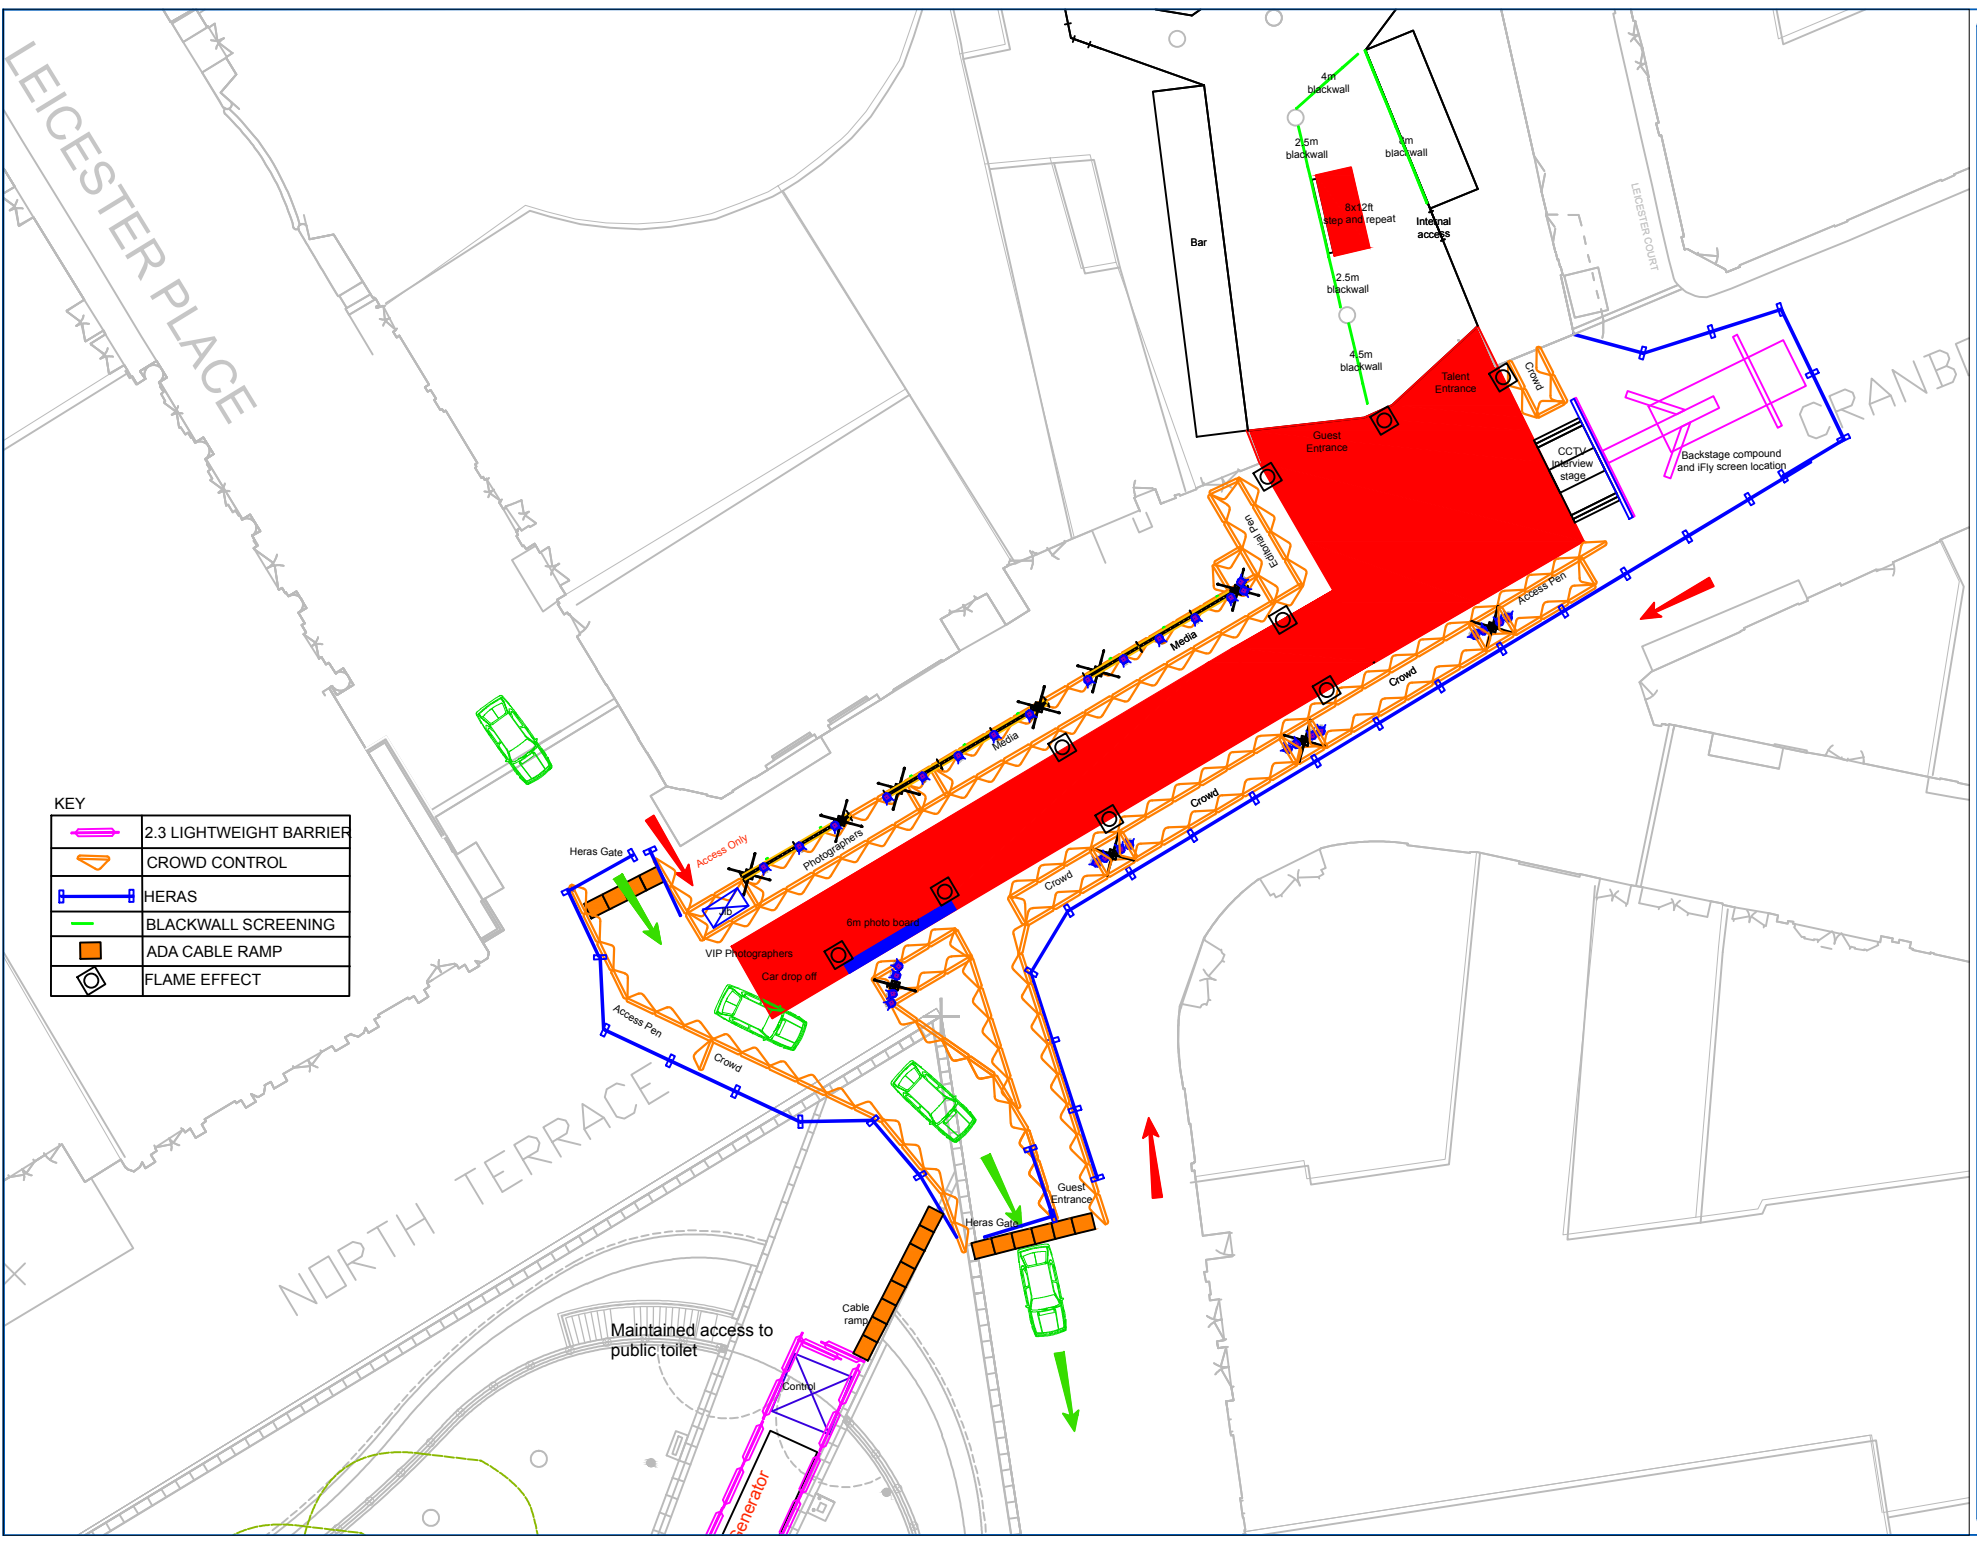 LEICESTER PLACE
4m
blackwall
2.5m
blackwall
blackwall
8x12ft
step and repeat
Internal
access
LEICESTER COURT
Bar
2.5m
blackwall
4.5m
blackwall
Talent
Entrance
Crowd
Guest
Entrance
CCTV
Interview
stage
Backstage compound
and iFly screen location
Editorial Pen
Access Pen
Media
Crowd
Media
Crowd
Photographers
Crowd
Access Only
Heras Gate
Jib
6m photo board
VIP Photographers
Car drop off
KEY
2.3 LIGHTWEIGHT BARRIER
CROWD CONTROL
HERAS
BLACKWALL SCREENING
ADA CABLE RAMP
FLAME EFFECT
Access Pen
Crowd
NORTH TERRACE
Guest
Entrance
Heras Gate
Cable
ramp
Maintained access to
public toilet
Control